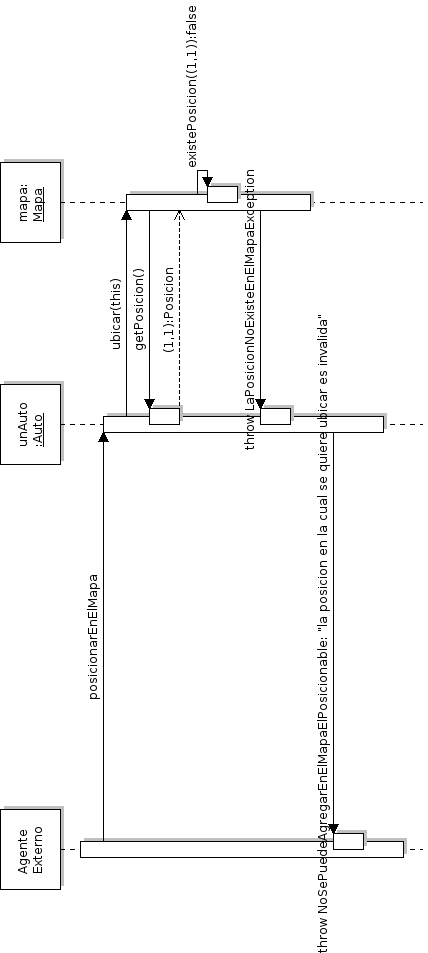 Agente
Externo
unAuto
:Auto
mapa:
Mapa
posicionarEnElMapa
ubicar(this)
getPosicion()
(1,1):Posicion
existePosicion((1,1)):false
throw LaPosicionNoExisteEnElMapaException
throw NoSePuedeAgregarEnElMapaElPosicionable: "la posicion en la cual se quiere ubicar es invalida"